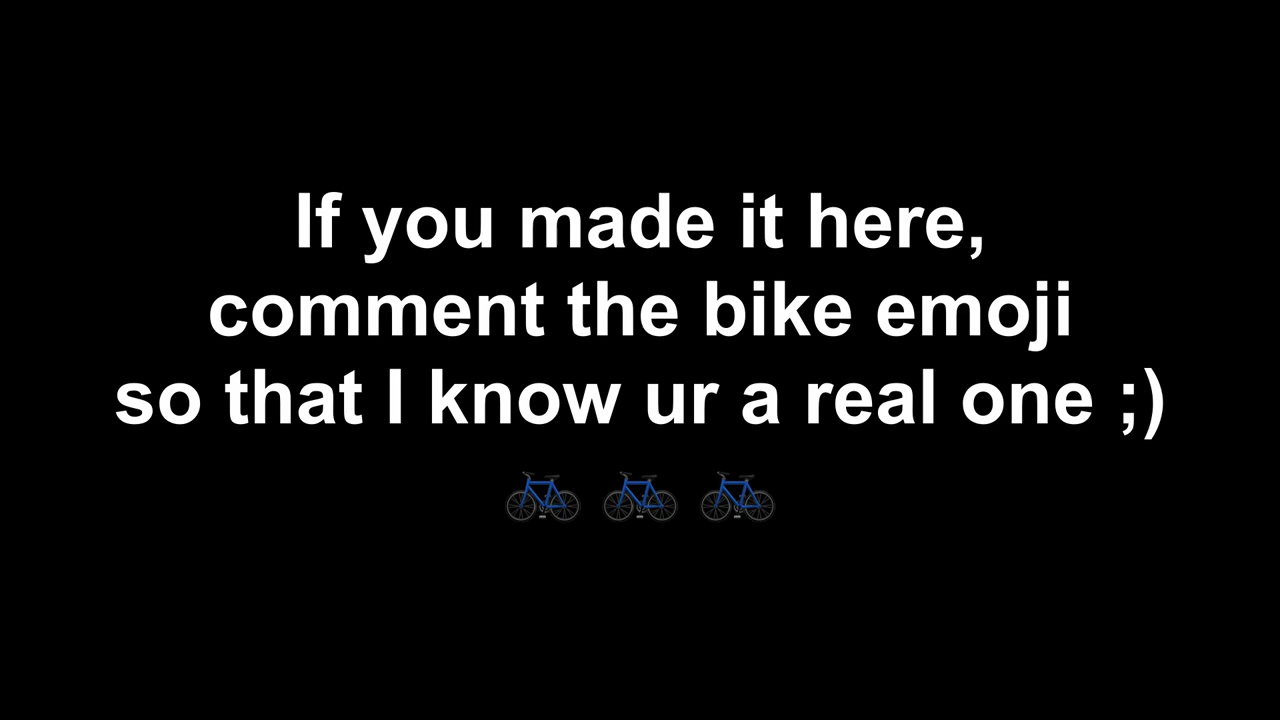 If you made it here,
comment the bike emoji
so that I know ur a real one ;)
🚲 🚲 🚲